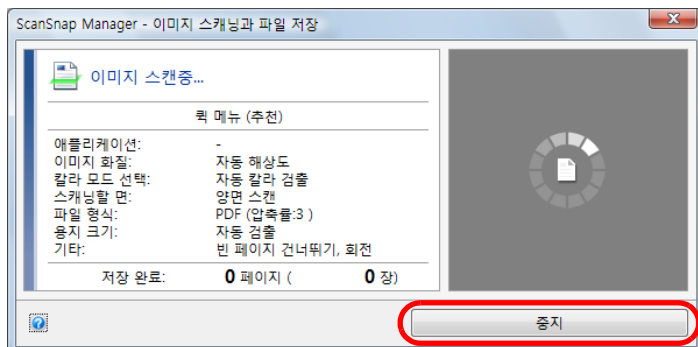 ScanSnap Manager - 이미지 스캐닝과 파일 저장
이미지 스캔중...
퀵 메뉴 (추천)
애플리케이션: -
이미지 화질: 자동 해상도
칼라 모드 선택: 자동 칼라 검출
스캐닝할 면: 양면 스캔
파일 형식: PDF (압축률:3 )
용지 크기: 자동 검출
기타: 빈 페이지 건너뛰기, 회전
저장 완료: 0 페이지 ( 0 장)
? 중지